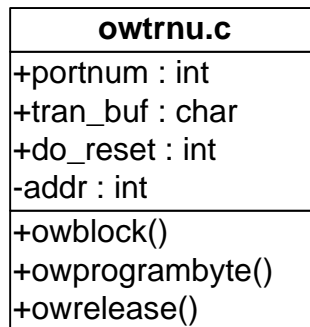 owtrnu.c
+portnum : int
+tran_buf : char
+do_reset : int
-addr : int
+owblock()
+owprogrambyte()
+owrelease()